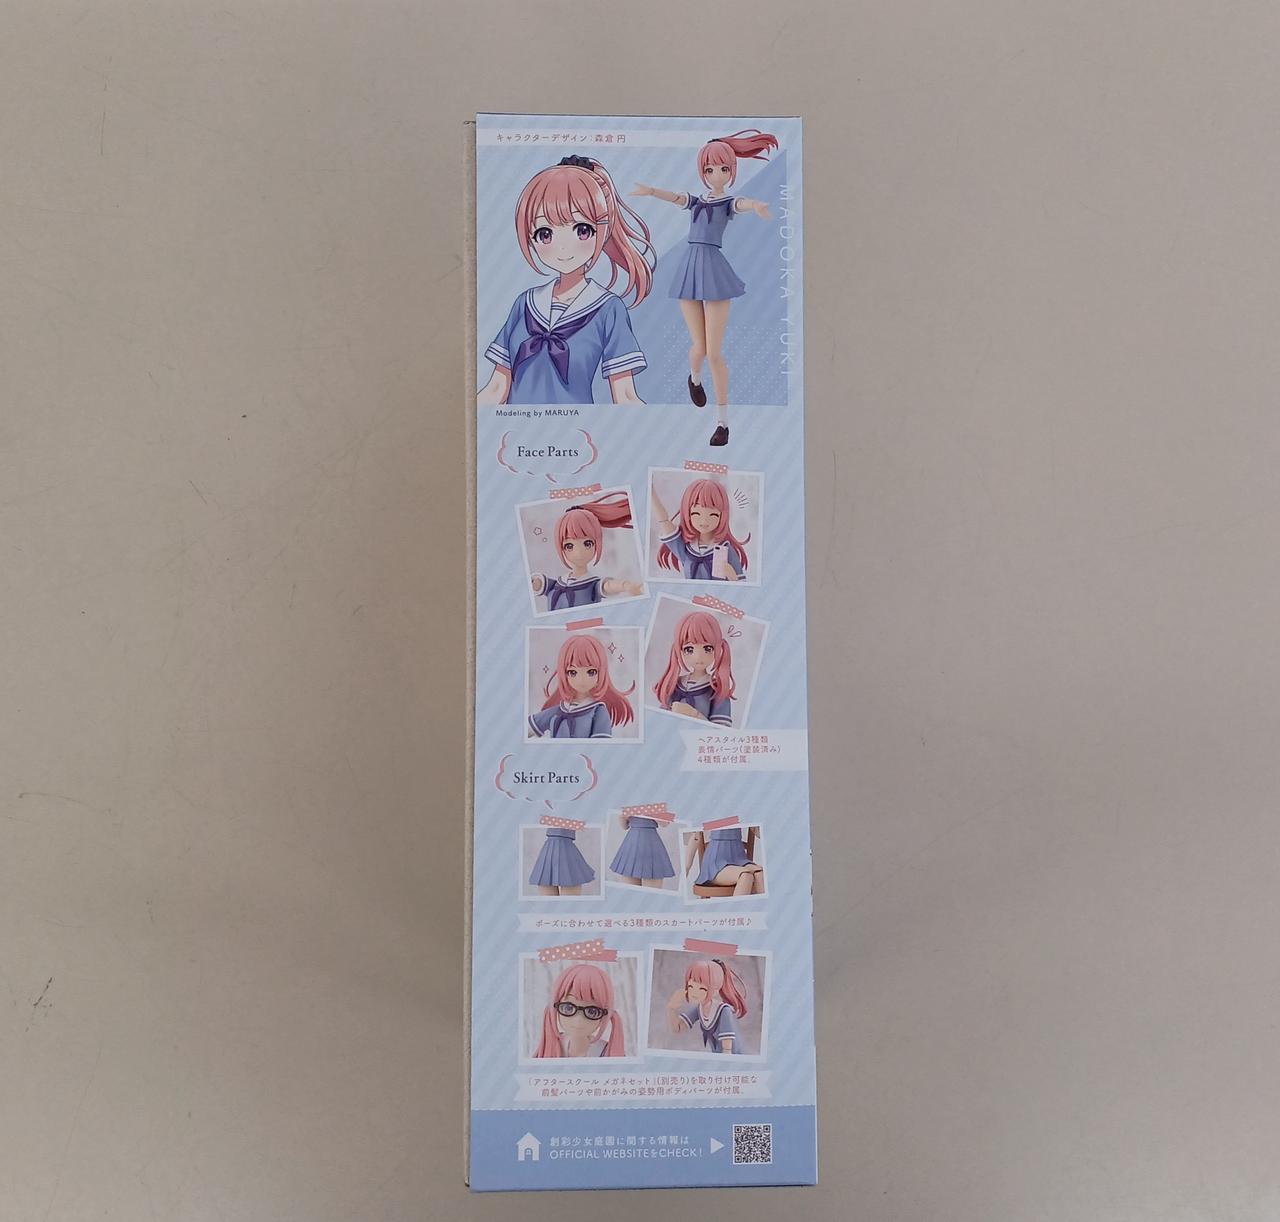 キャラクターデザイン：森倉 円
MADOKA YUKI
Modeling by MARUYA
Face Parts
ヘアスタイル3種類
表情パーツ(塗装済み)
4種類が付属。
Skirt Parts
ポーズに合わせて選べる3種類のスカートパーツが付属♪
「アフタースクール メガネセット」(別売り)を取り付け可能な
前髪パーツや前かがみの姿勢用ボディパーツが付属。
創彩少女庭園に関する情報は
OFFICIAL WEBSITEをCHECK！